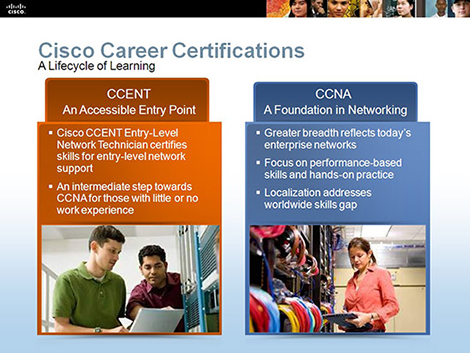 CISCO
Cisco Career Certifications
A Lifecycle of Learning
CCENT
An Accessible Entry Point
▪ Cisco CCENT Entry-Level
Network Technician certifies
skills for entry-level network
support
▪ An intermediate step towards
CCNA for those with little or no
work experience
CCNA
A Foundation in Networking
▪ Greater breadth reflects today's
enterprise networks
▪ Focus on performance-based
skills and hands-on practice
▪ Localization addresses
worldwide skills gap